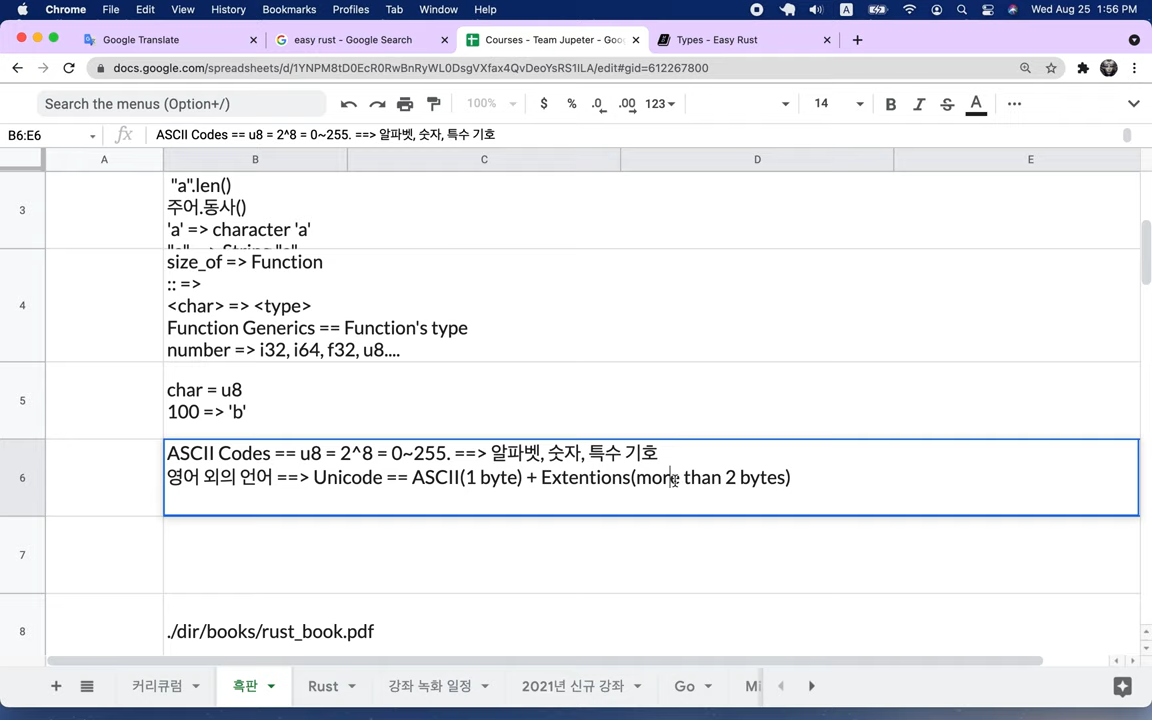 Chrome File Edit View History Bookmarks Profiles Tab Window Help A Wed Aug 25 1:56 PM
Google Translate easy rust - Google Search Courses - Team Jupeter - Goo Types - Easy Rust
docs.google.com/spreadsheets/d/1YNPM8tD0EcR0RwBnRyWL0DsgVXfax4QvDeoYsRS1ILA/edit#gid=612267800
Search the menus (Option+/) 100% $ % .0 .00 123 14 B I S A
B6:E6 fx ASCII Codes == u8 = 2^8 = 0~255. ==> 알파벳, 숫자, 특수 기호
A B C D E
3
"a".len()
주어.동사()
'a' => character 'a'
4
size_of => Function
:: =>
<char> => <type>
Function Generics == Function's type
number => i32, i64, f32, u8....
5
char = u8
100 => 'b'
6
ASCII Codes == u8 = 2^8 = 0~255. ==> 알파벳, 숫자, 특수 기호
영어 외의 언어 ==> Unicode == ASCII(1 byte) + Extentions(more than 2 bytes)
7
8
./dir/books/rust_book.pdf
커리큘럼 흑판 Rust 강좌 녹화 일정 2021년 신규 강좌 Go Mi